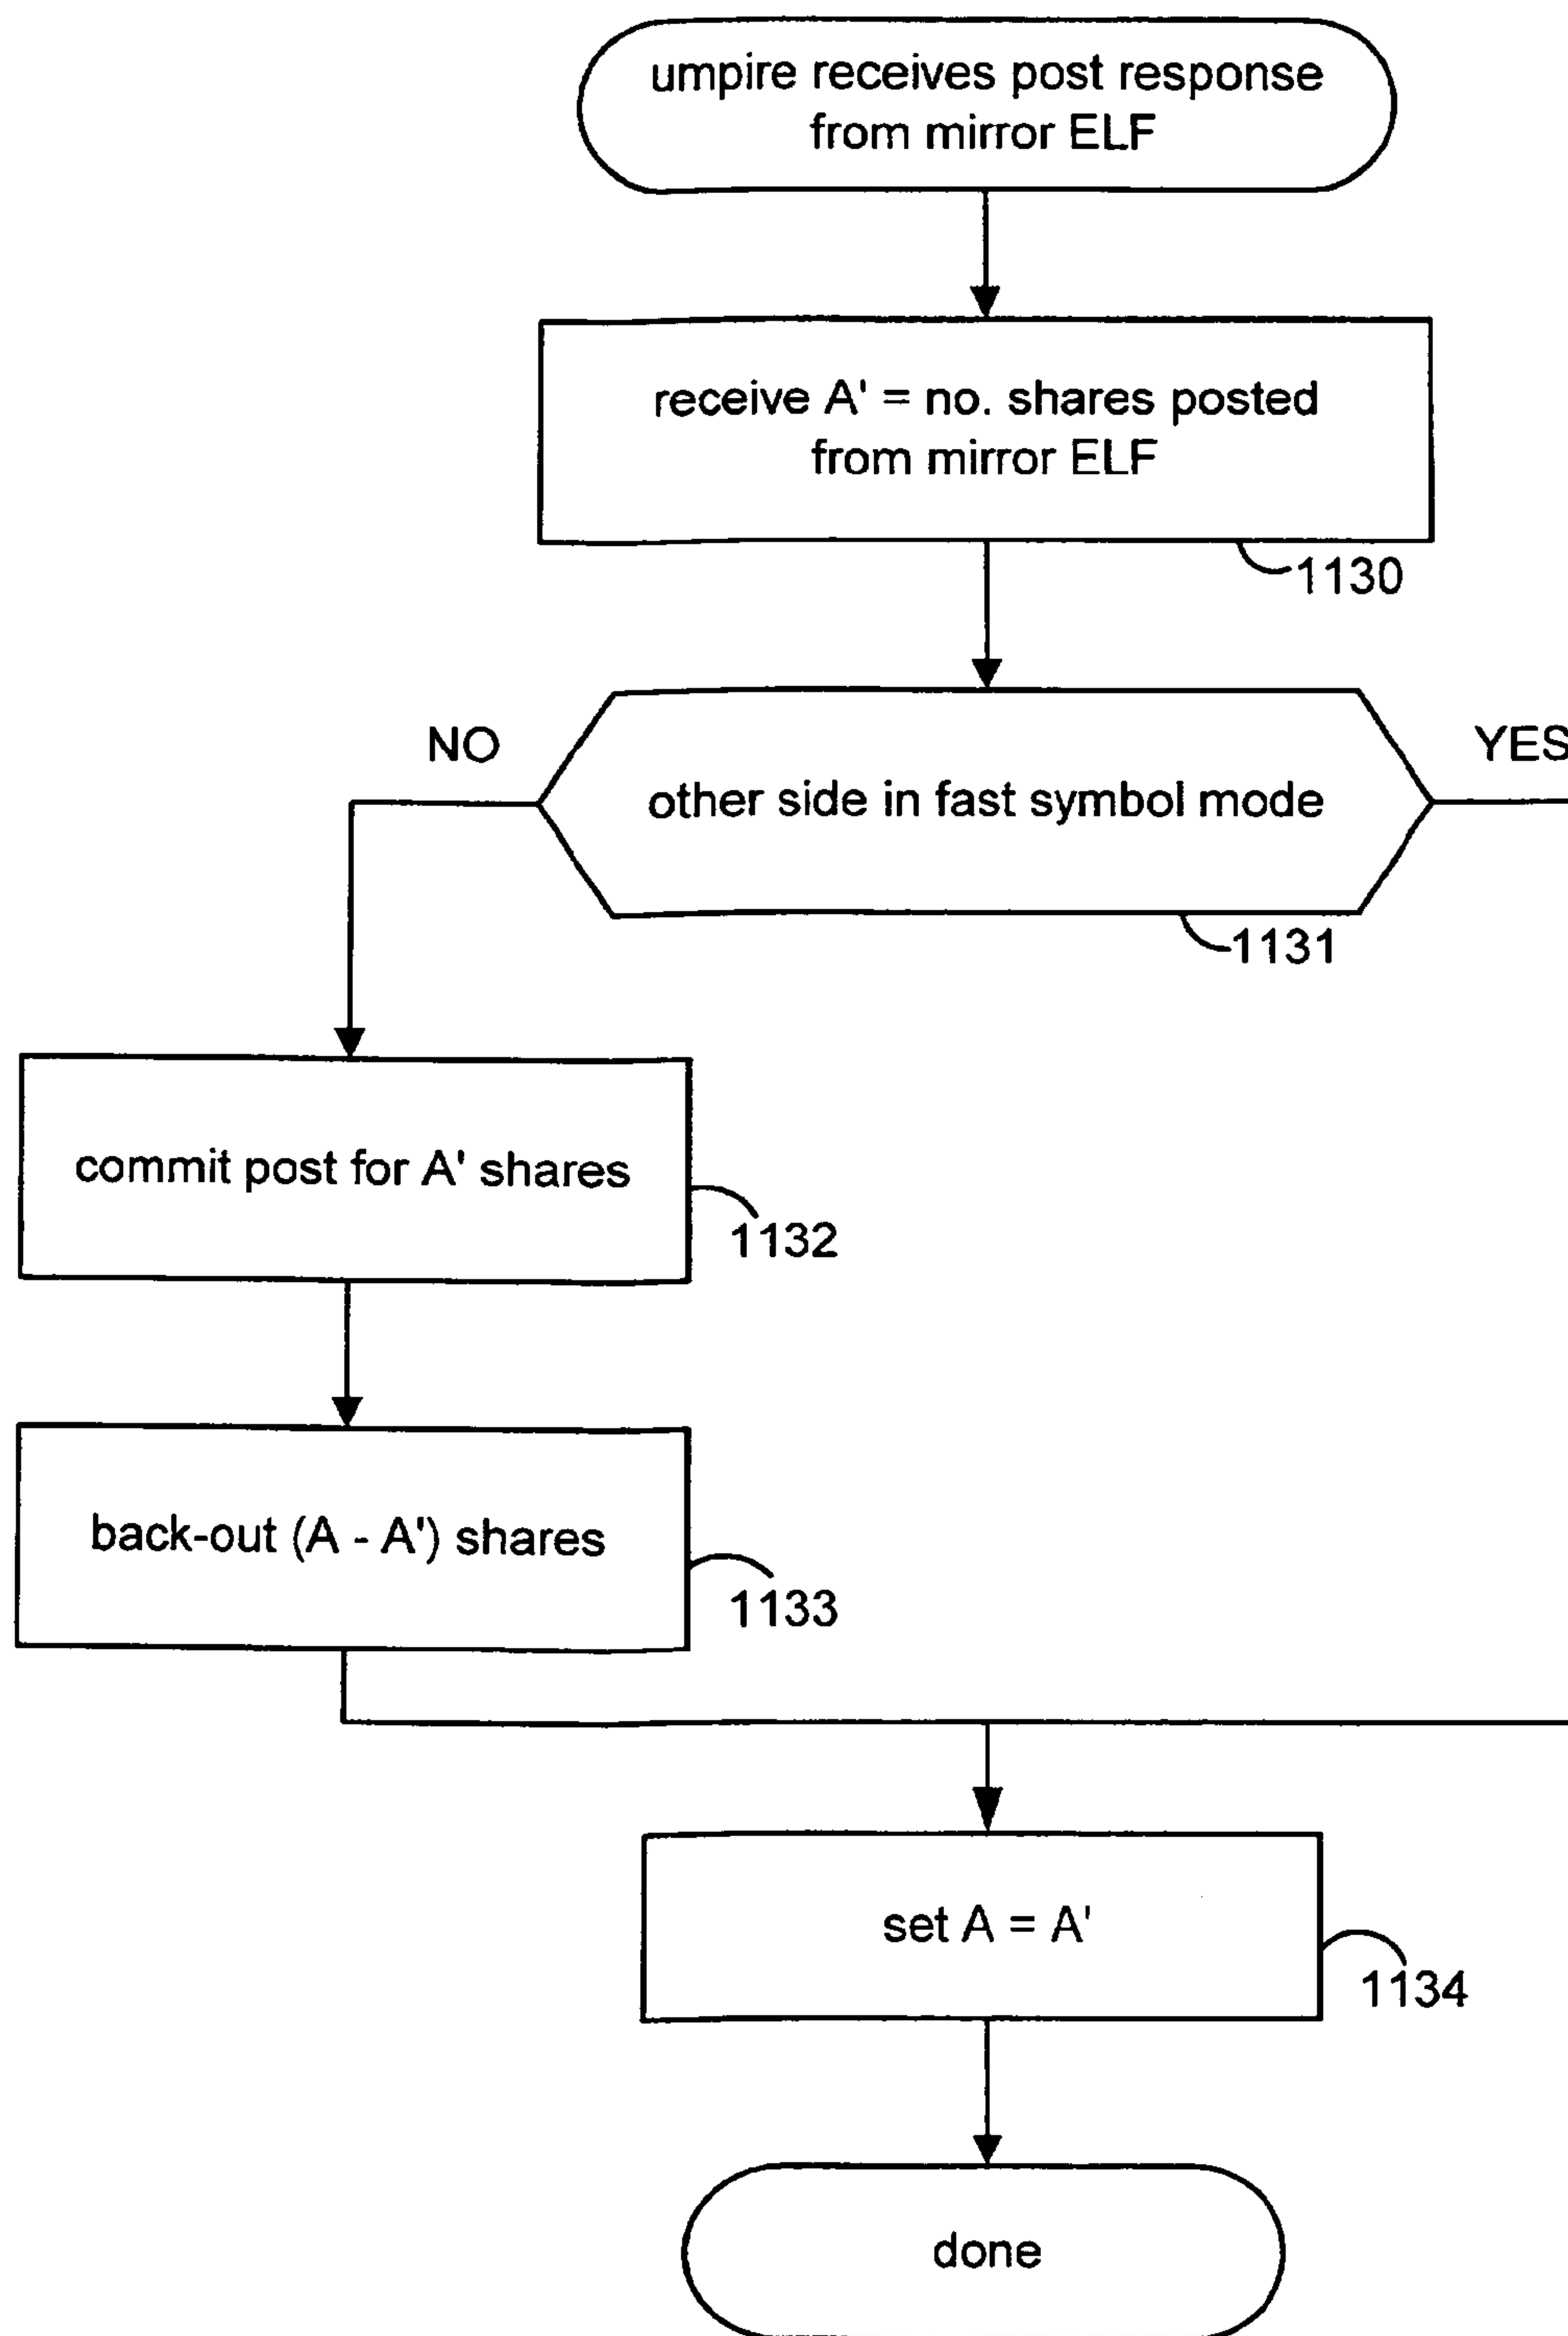 umpire receives post response
from mirror ELF
receive A' = no. shares posted
from mirror ELF
1130
NO
YES
other side in fast symbol mode
1131
commit post for A' shares
1132
back-out (A - A') shares
1133
set A = A'
1134
done